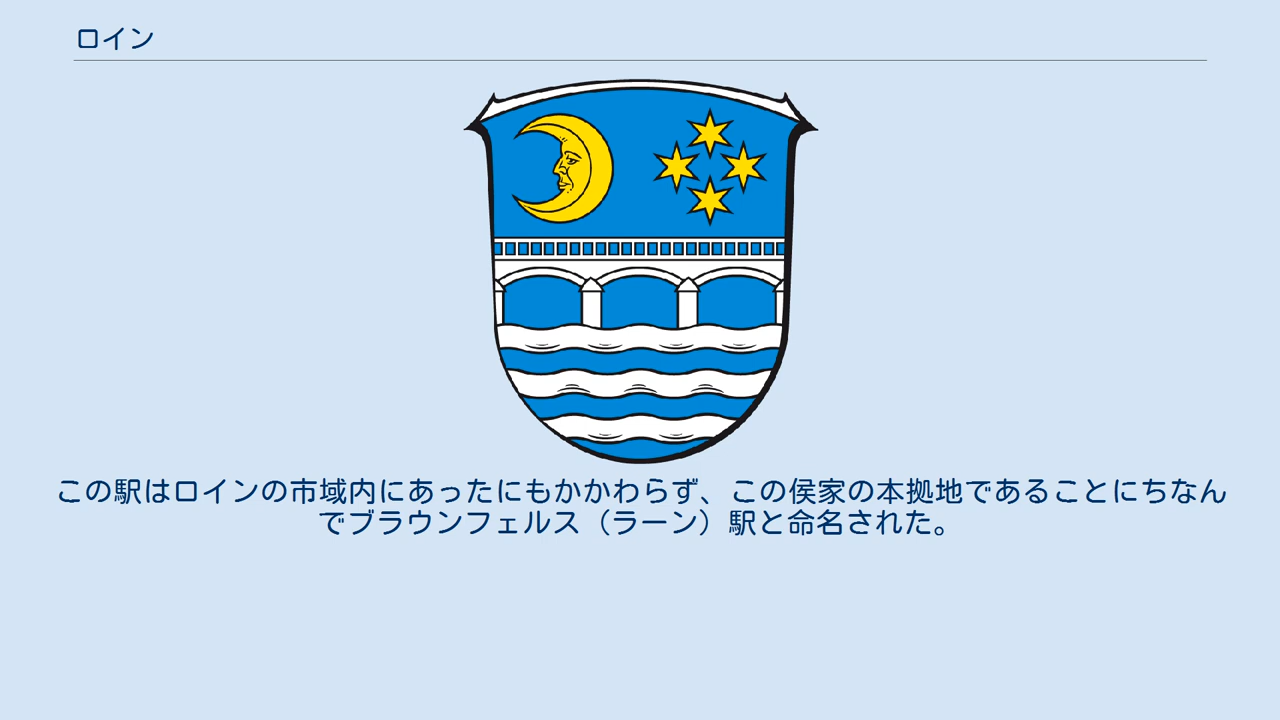 ロイン
この駅はロインの市域内にあったにもかかわらず、この侯家の本拠地であることにちなん
でブラウンフェルス（ラーン）駅と命名された。